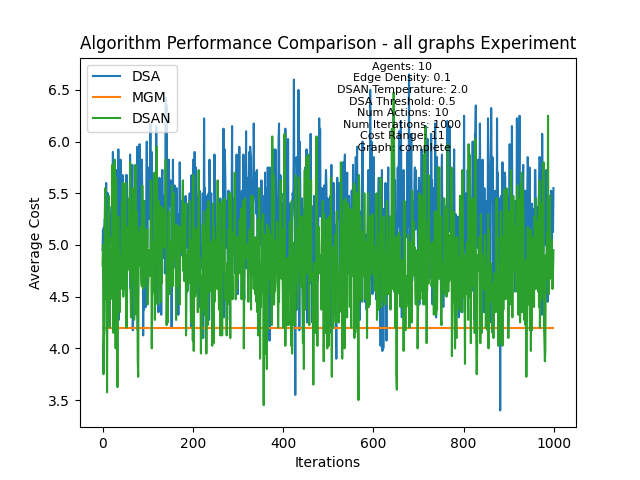 Algorithm Performance Comparison - all graphs Experiment
DSA
MGM
DSAN
Agents: 10
Edge Density: 0.1
DSAN Temperature: 2.0
DSA Threshold: 0.5
Num Actions: 10
Num Iterations: 1000
Cost Range: 11
Graph: complete
Average Cost
6.5
6.0
5.5
5.0
4.5
4.0
3.5
0 200 400 600 800 1000
Iterations